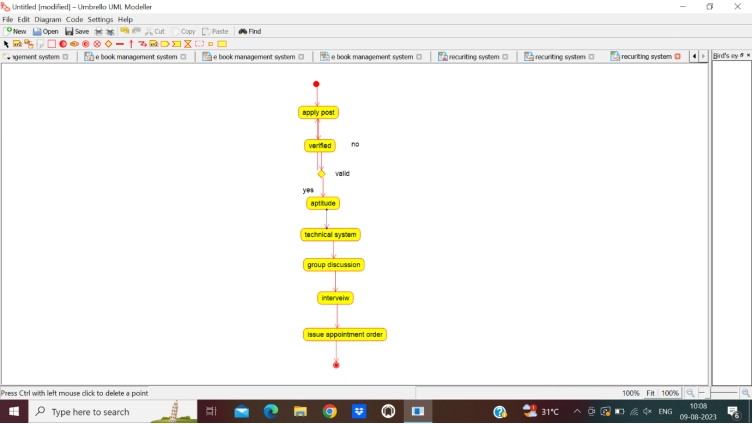 Untitled [modified] – Umbrello UML Modeller
File Edit Diagram Code Settings Help
New Open Save Cut Copy Paste Find
agement system e book management system e book management system e book management system recuriting system recuriting system recuriting system Bird's ey
apply post
verified no
valid
yes
aptitude
technical system
group discussion
interveiw
issue appointment order
Press Ctrl with left mouse click to delete a point 100% Fit 100%
Type here to search 31°C ENG 10:08
09-08-2023 6